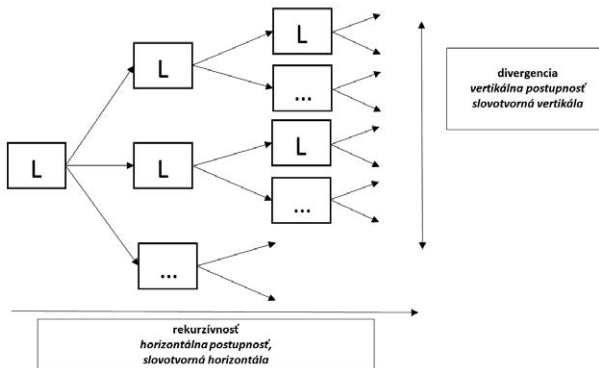 L
L
...
L
L
L
...
L
...
divergencia
vertikálna postupnosť
slovotvorná vertikála
rekurzívnosť
horizontálna postupnosť,
slovotvorná horizontála